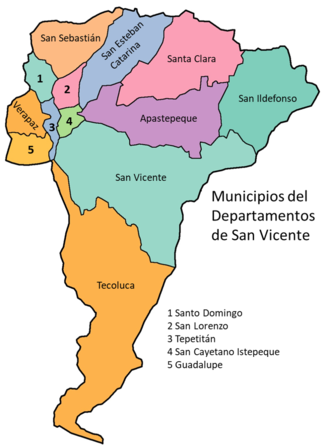 San Sebastián
San Esteban
Catarina
Santa Clara
San Ildefonso
1
2
Verapaz
3
4
Apastepeque
5
San Vicente
Municipios del
Departamentos
de San Vicente
Tecoluca
1 Santo Domingo
2 San Lorenzo
3 Tepetitán
4 San Cayetano Istepeque
5 Guadalupe